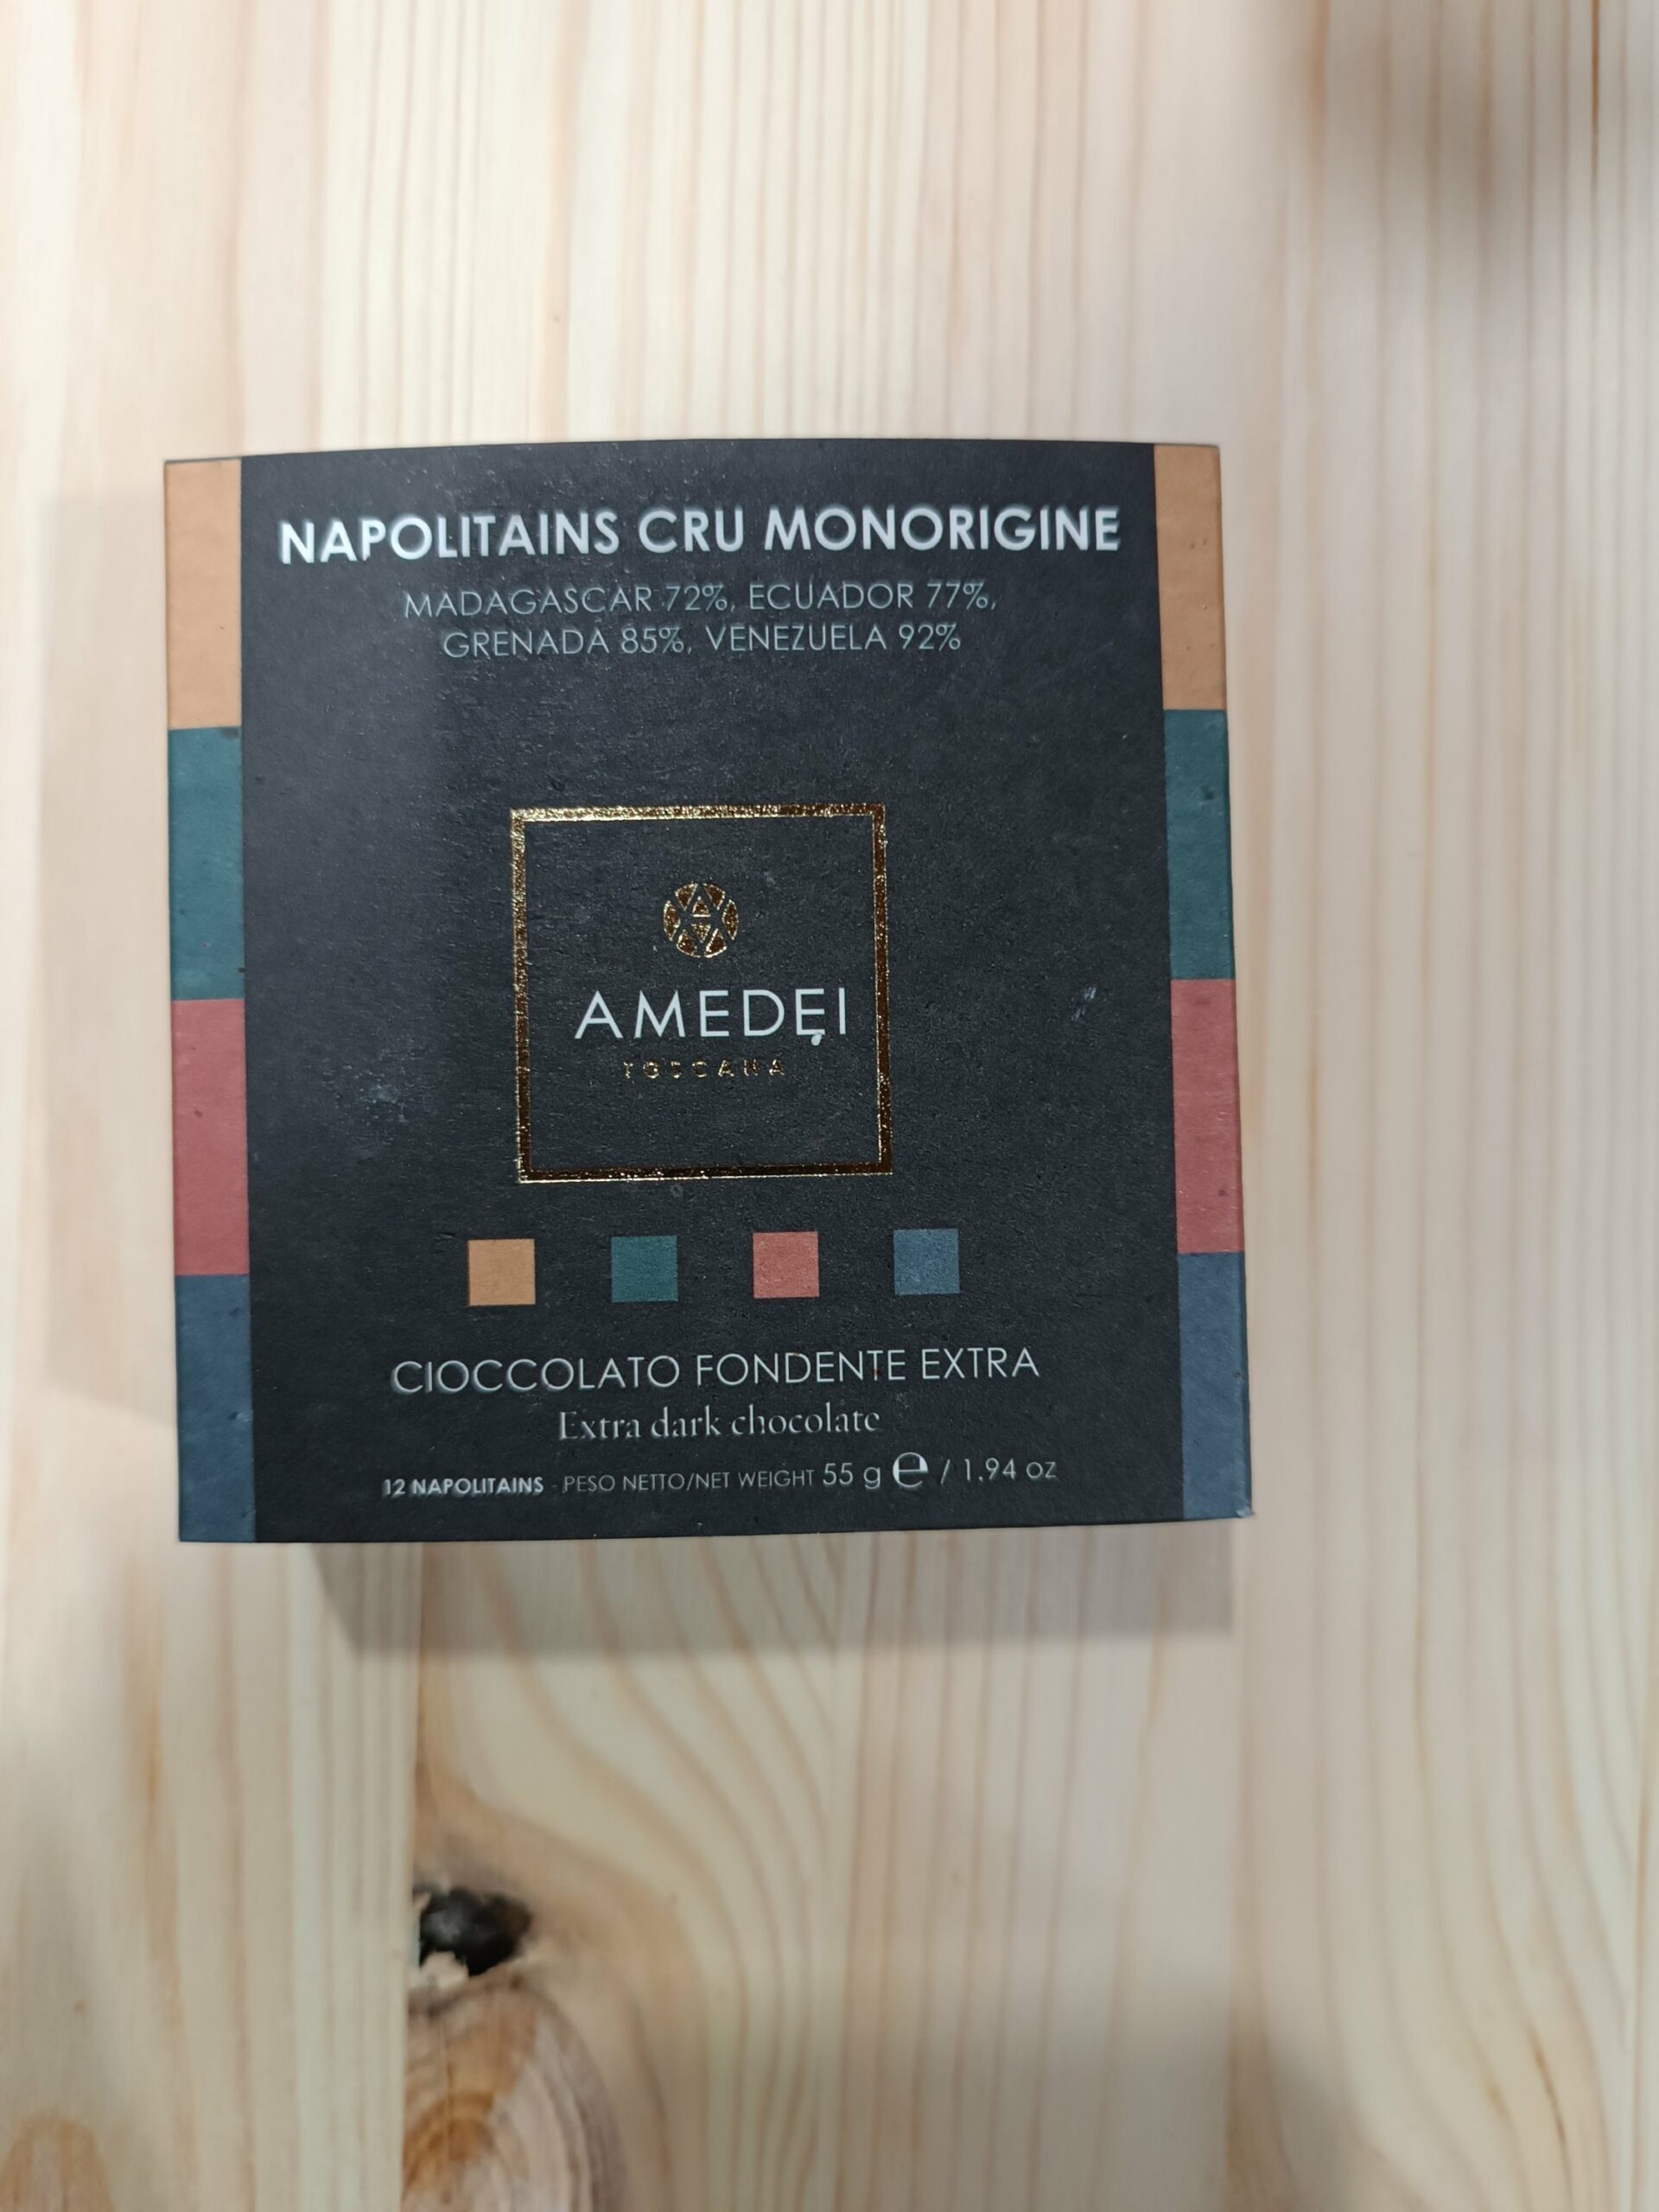 NAPOLITAINS CRU MONORIGINE
MADAGASCAR 72%, ECUADOR 77%,
GRENADA 85%, VENEZUELA 92%
AMEDEI
TOSCANA
CIOCCOLATO FONDENTE EXTRA
Extra dark chocolate
12 NAPOLITAINS - PESO NETTO/NET WEIGHT 55 g ℮ / 1.94 oz